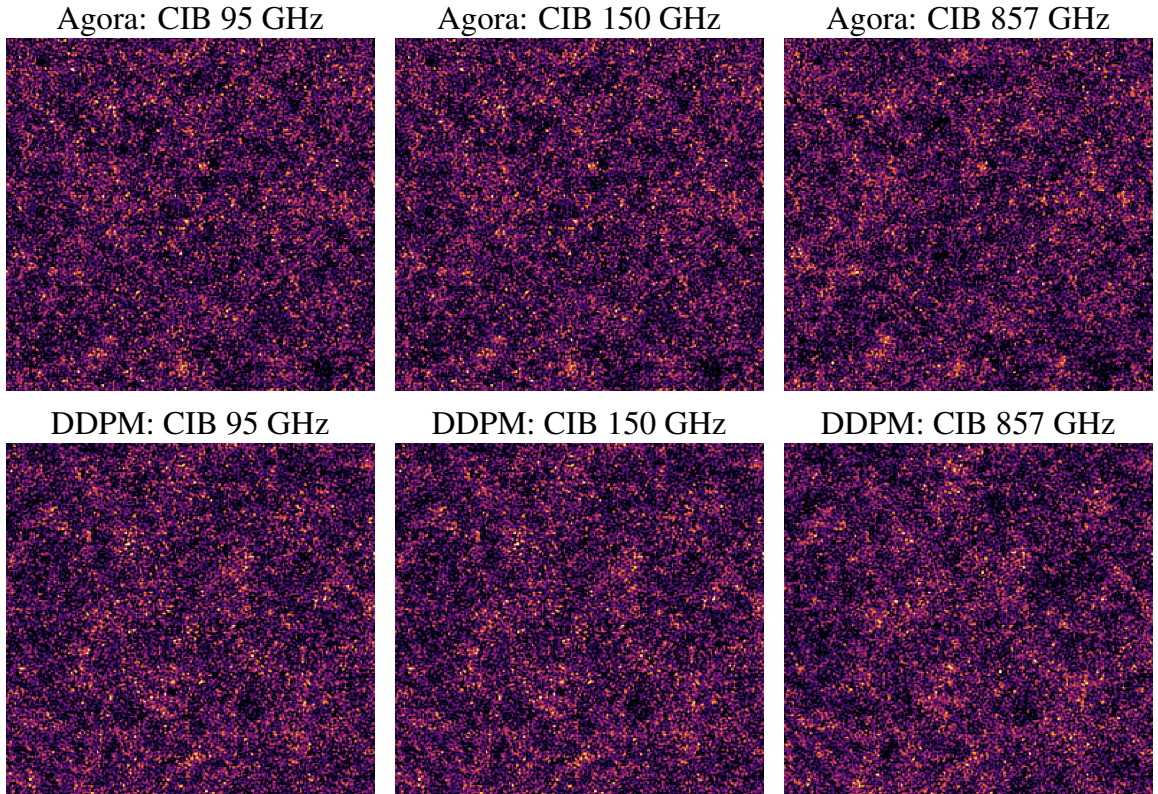 Agora: CIB 95 GHz
Agora: CIB 150 GHz
Agora: CIB 857 GHz
DDPM: CIB 95 GHz
DDPM: CIB 150 GHz
DDPM: CIB 857 GHz